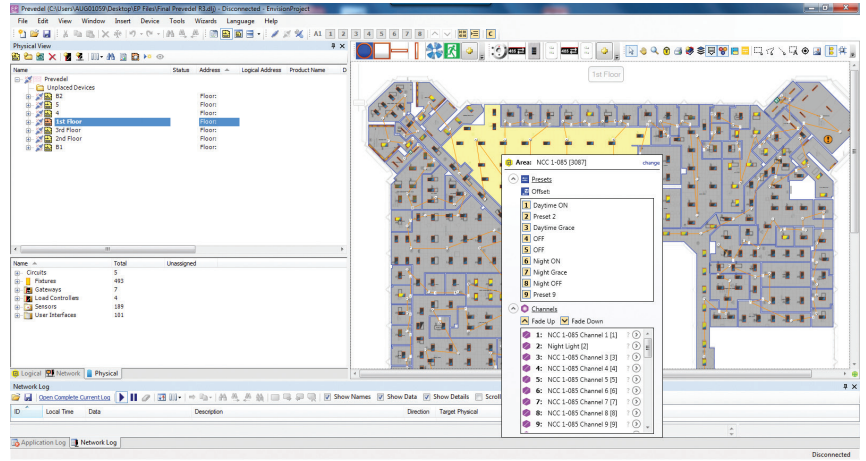 Prevedel (C:\Users\AUG01050\Desktop\EP Files\Final Prevedel R3.dlj) - Disconnected - EnvisionProject
File Edit View Window Insert Device Tools Wizards Language Help
A1 1 2 3 4 5 6 7 8 C
Physical View
Name Status Address Logical Address Product Name D
Prevedel
Unplaced Devices
B2 Floor:
5 Floor:
4 Floor:
1st Floor Floor:
3rd Floor Floor:
2nd Floor Floor:
B1 Floor:
Name Total Unassigned
Circuits 5
Fixtures 493
Gateways 7
Load Controllers 4
Sensors 189
User Interfaces 101
Logical Network Physical
1st Floor
Area: NCC 1-085 [3087] change
Presets
Offset:
1 Daytime ON
2 Preset 2
3 Daytime Grace
4 OFF
5 OFF
6 Night ON
7 Night Grace
8 Night OFF
9 Preset 9
Channels
Fade Up Fade Down
1: NCC 1-085 Channel 1 [1] ?
2: Night Light [2] ?
3: NCC 1-085 Channel 3 [3] ?
4: NCC 1-085 Channel 4 [4] ?
5: NCC 1-085 Channel 5 [5] ?
6: NCC 1-085 Channel 6 [6] ?
7: NCC 1-085 Channel 7 [7] ?
8: NCC 1-085 Channel 8 [8] ?
9: NCC 1-085 Channel 9 [9] ?
Network Log
Open Complete Current Log Show Names Show Data Show Details Scroll
ID Local Time Data Description Direction Target Physical
Application Log Network Log
Disconnected